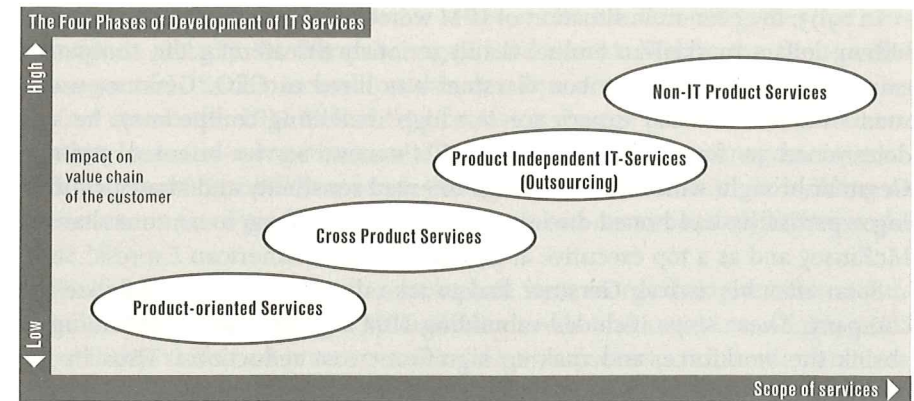 The Four Phases of Development of IT Services
High
Non-IT Product Services
Impact on
value chain
of the customer
Product Independent IT-Services
(Outsourcing)
Cross Product Services
Product-oriented Services
Low
Scope of services